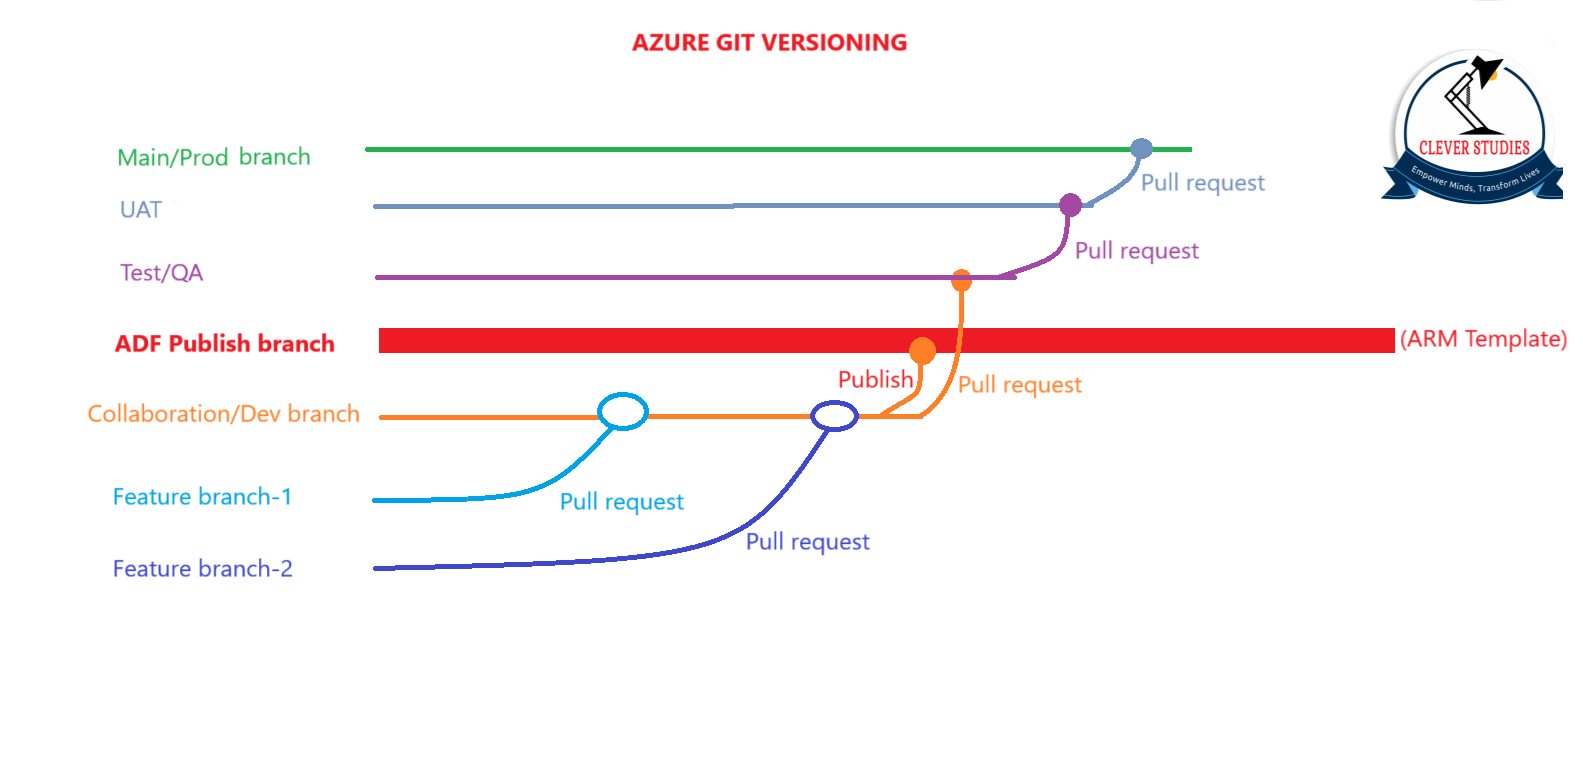 AZURE GIT VERSIONING
CLEVER STUDIES
Empower Minds, Transform Lives
Main/Prod branch
Pull request
UAT
Pull request
Test/QA
ADF Publish branch
(ARM Template)
Publish
Pull request
Collaboration/Dev branch
Feature branch-1
Pull request
Pull request
Feature branch-2